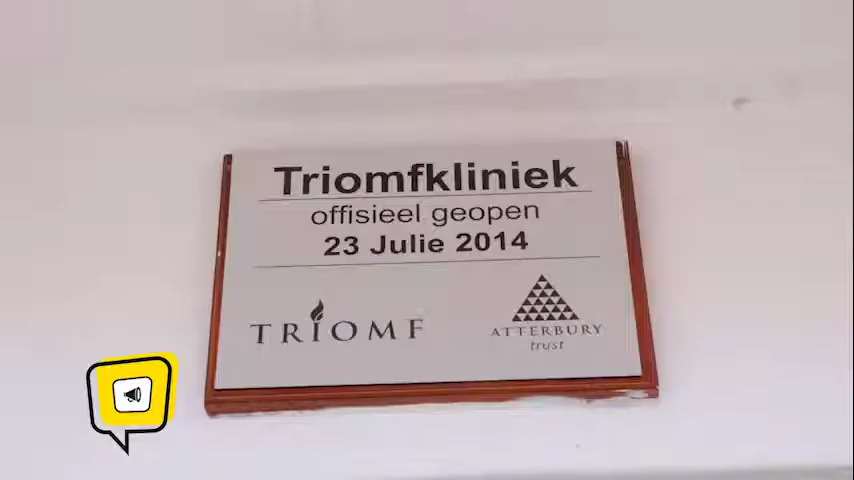 Triomfkliniek
offisieel geopen
23 Julie 2014
TRIOMF
ATTERBURY
trust